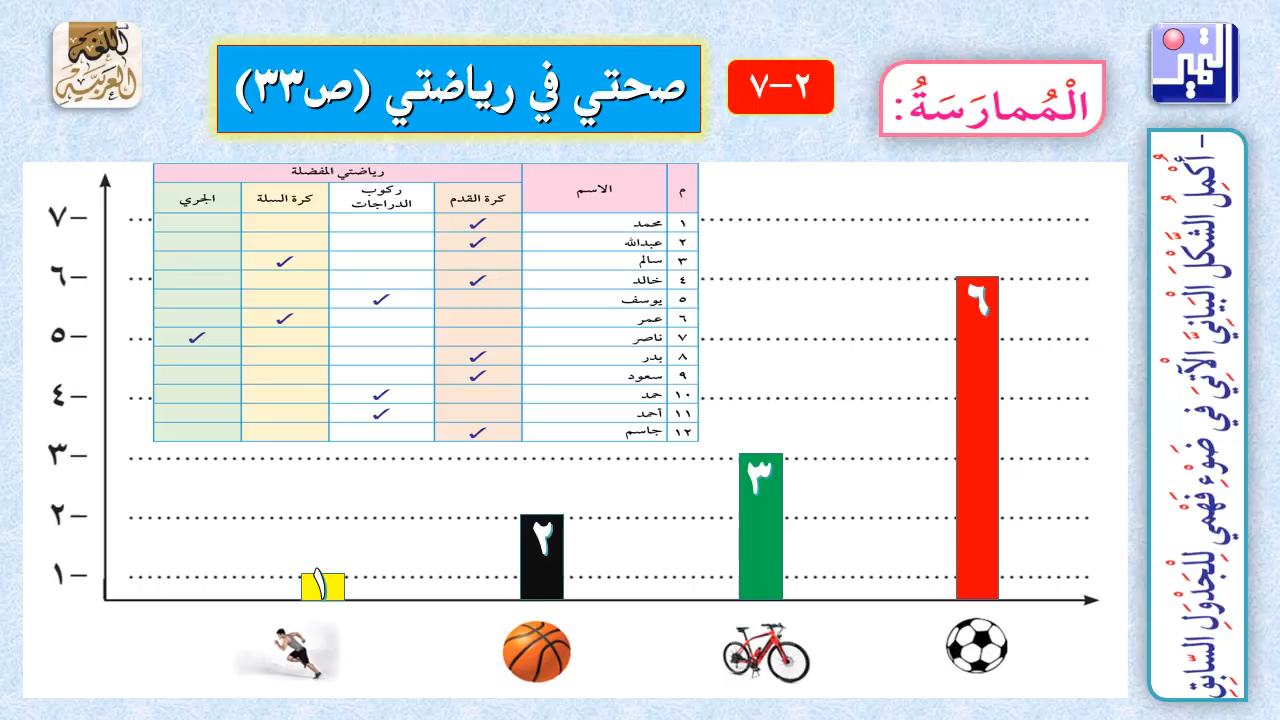 اللغة
العربية
صحتي في رياضتي (ص٣٣)
٢-٧
الْمُمارَسَةُ:
التميز
- أُكْمِلُ الشَّكْلَ الْبَيَانِيَّ الْآتِيَ فِي ضَوْءِ فَهْمِي لِلْجَدْوَلِ السَّابِقِ
م الاسم رياضتي المفضلة
كرة القدم ركوب الدراجات كرة السلة الجري
١ محمد ✓
٢ عبدالله ✓
٣ سالم ✓
٤ خالد ✓
٥ يوسف ✓
٦ عمر ✓
٧ ناصر ✓
٨ بدر ✓
٩ سعود ✓
١٠ حمد ✓
١١ أحمد ✓
١٢ جاسم ✓
٧-
٦-
٥-
٤-
٣-
٢-
١-
٦
٣
٢
١